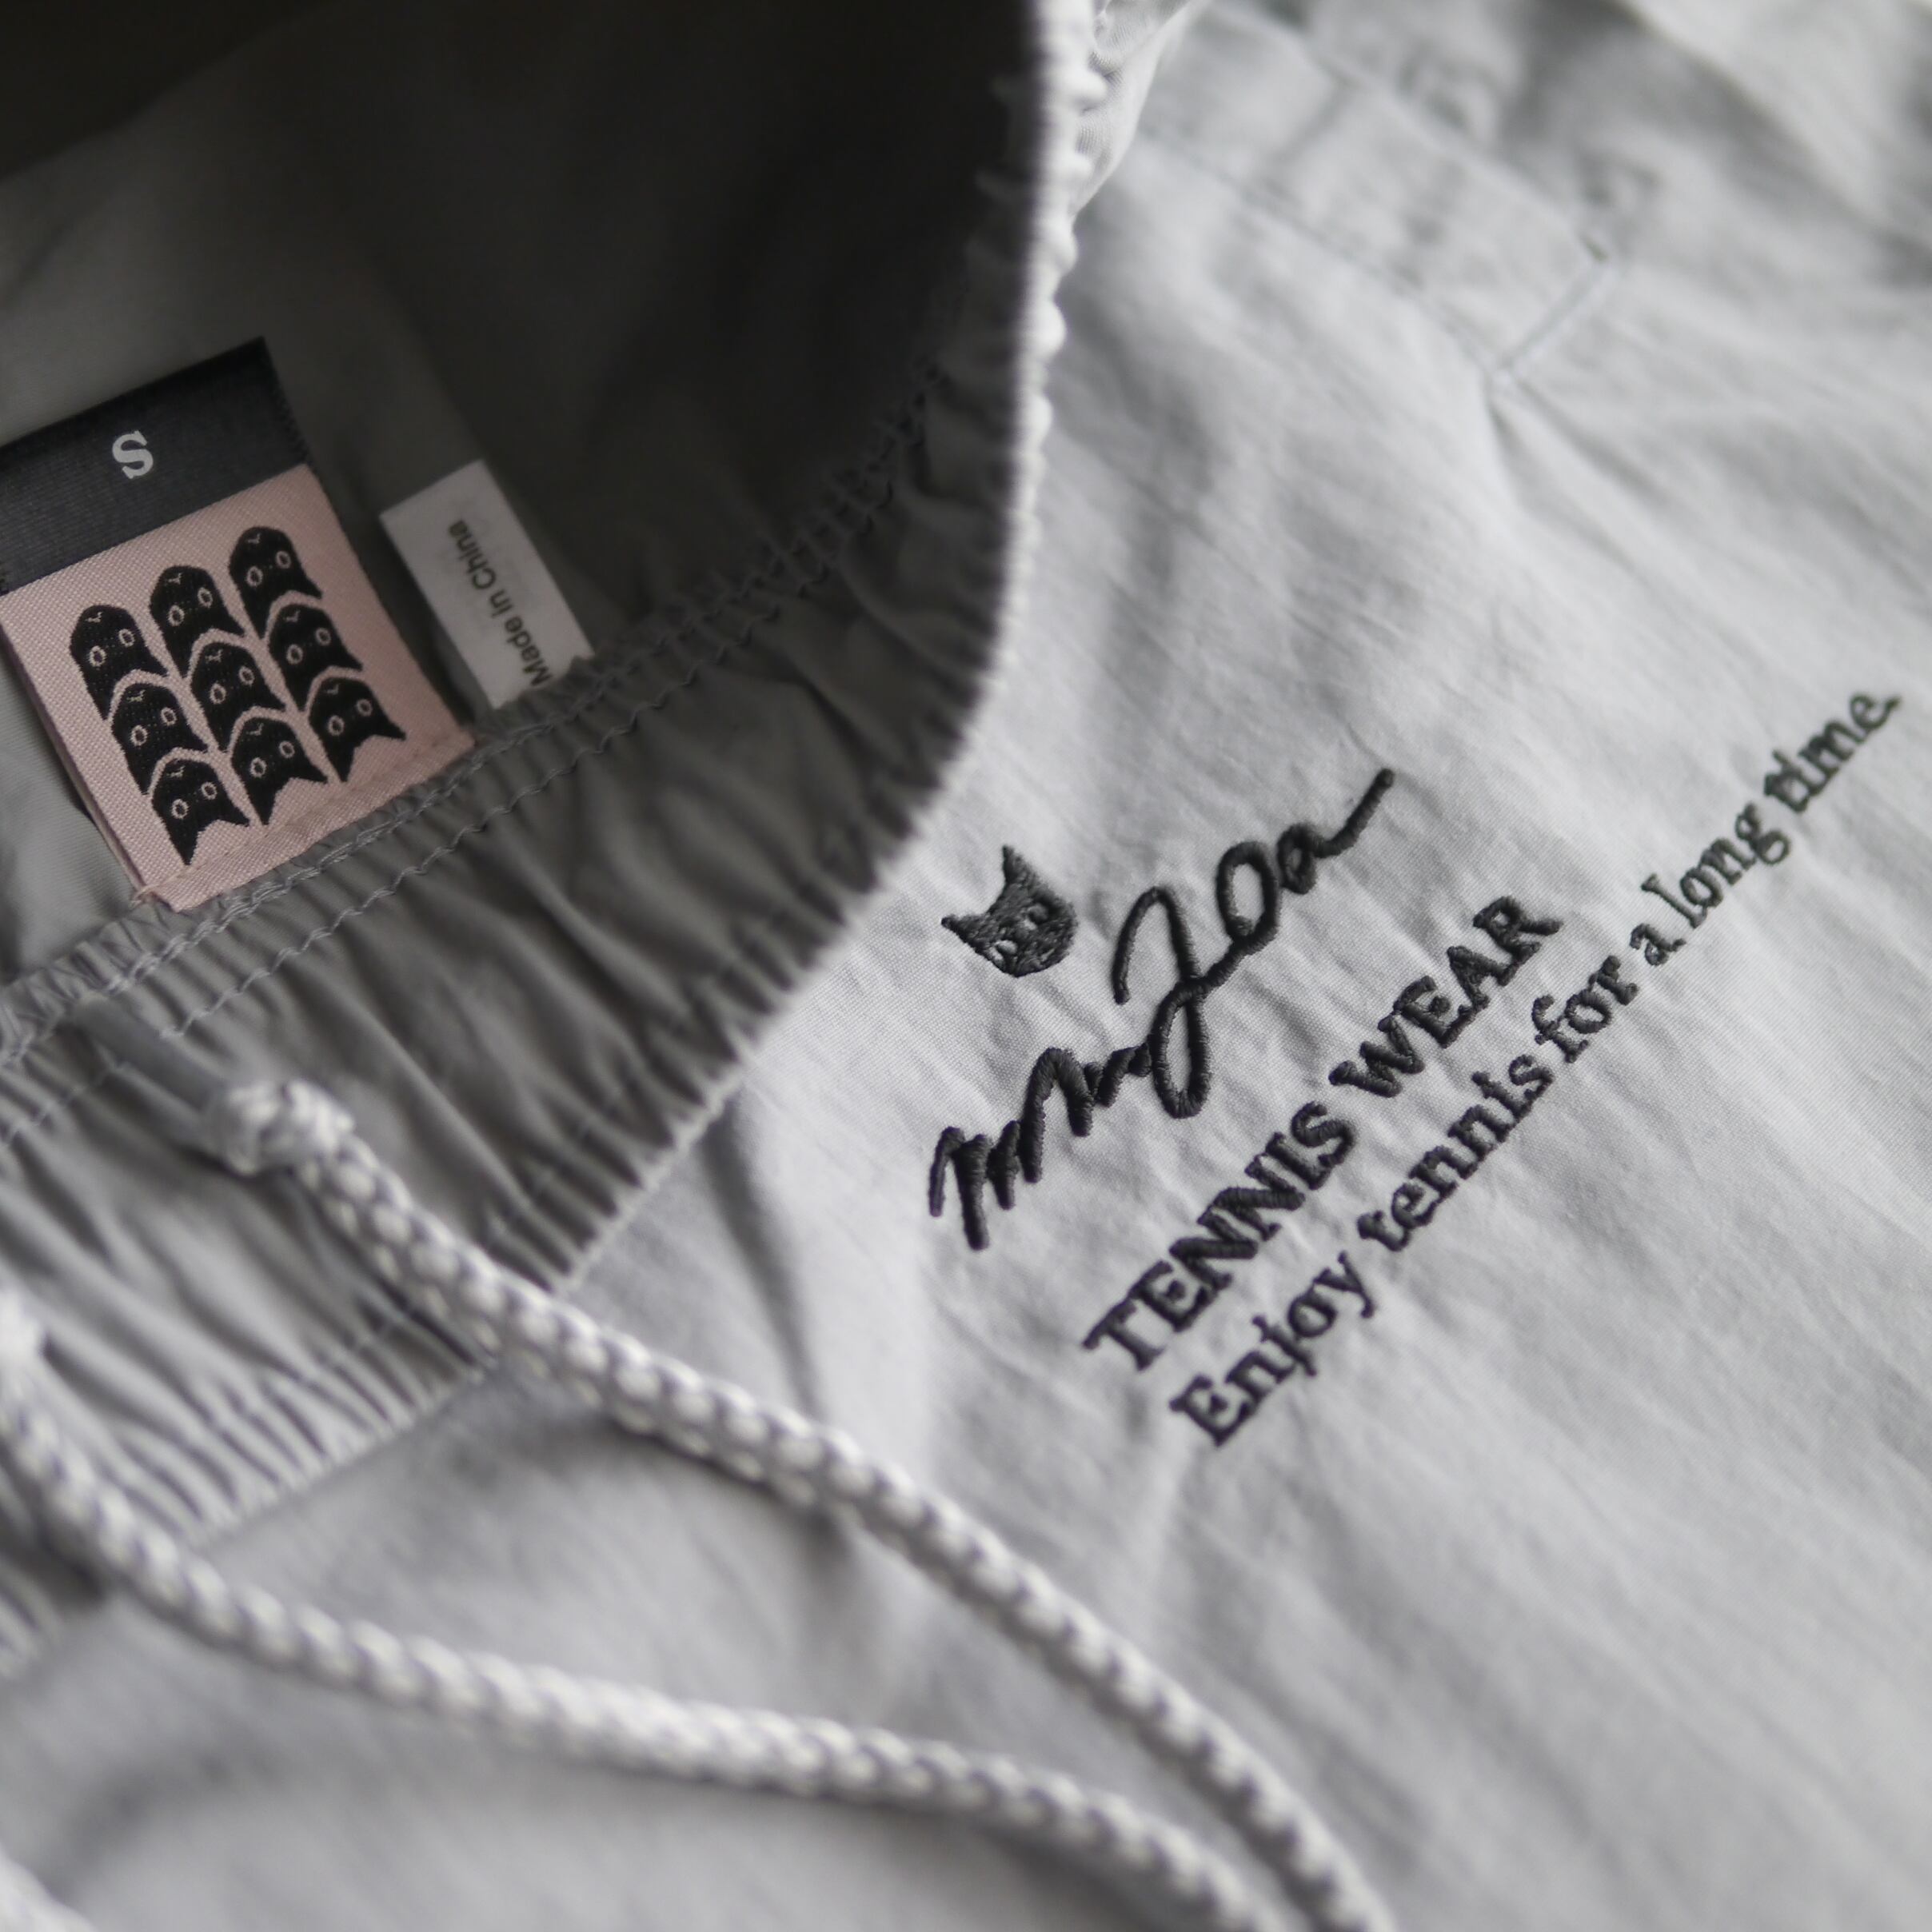 S
Made in China
TENNIS WEAR
Enjoy tennis for a long time.